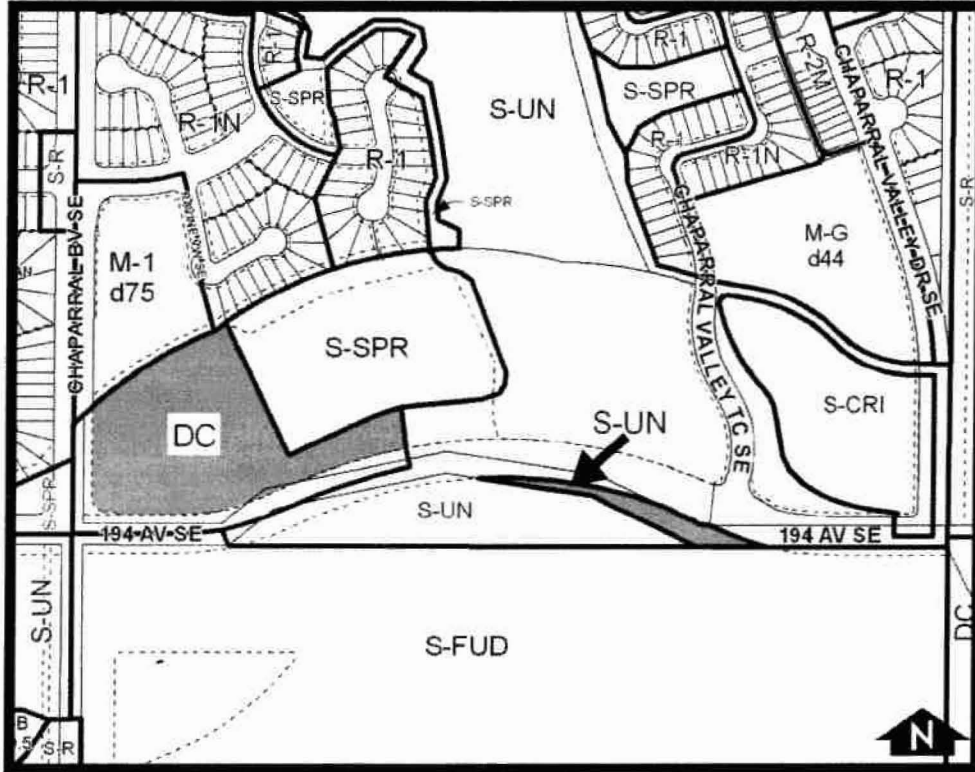 R-1
R-1
S-SPR
R-1N
R-1
S-UN
S-SPR
R-1
S-SPR
R-1N
R-2M
CHAPARRAL VALLEY DR SE
R-1
S-R
S-R
S-SPR
M-1
d75
CHAPARRAL BV SE
CHAPARRAL VALLEY TC SE
M-G
d44
S-SPR
S-CRI
DC
S-UN
S-SPR
S-UN
194 AV SE
194 AV SE
S-UN
S-FUD
DC
B
S-R
N